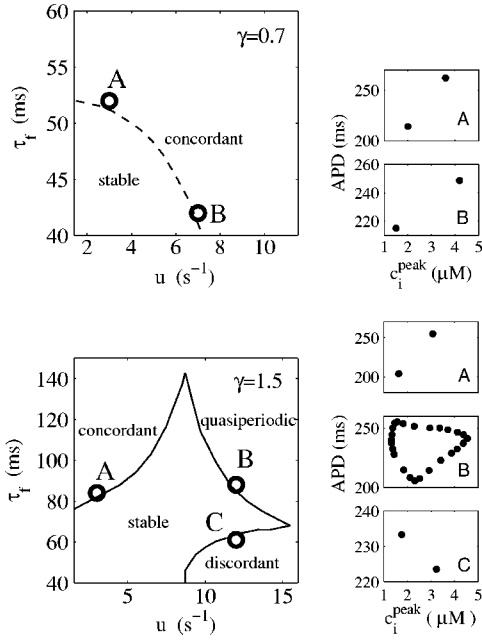 60
55
50
45
40
τf (ms)
γ=0.7
A
concordant
stable
B
2 6 10
u (s⁻¹)
250
200
A
260
240
220
B
APD (ms)
1 2 3 4 5
ci^peak (μM)
140
120
100
80
60
40
τf (ms)
γ=1.5
concordant
quasiperiodic
A
B
stable
C
discordant
5 10 15
u (s⁻¹)
250
200
A
250
200
B
APD (ms)
240
230
220
C
1 2 3 4 5
ci^peak (μM)